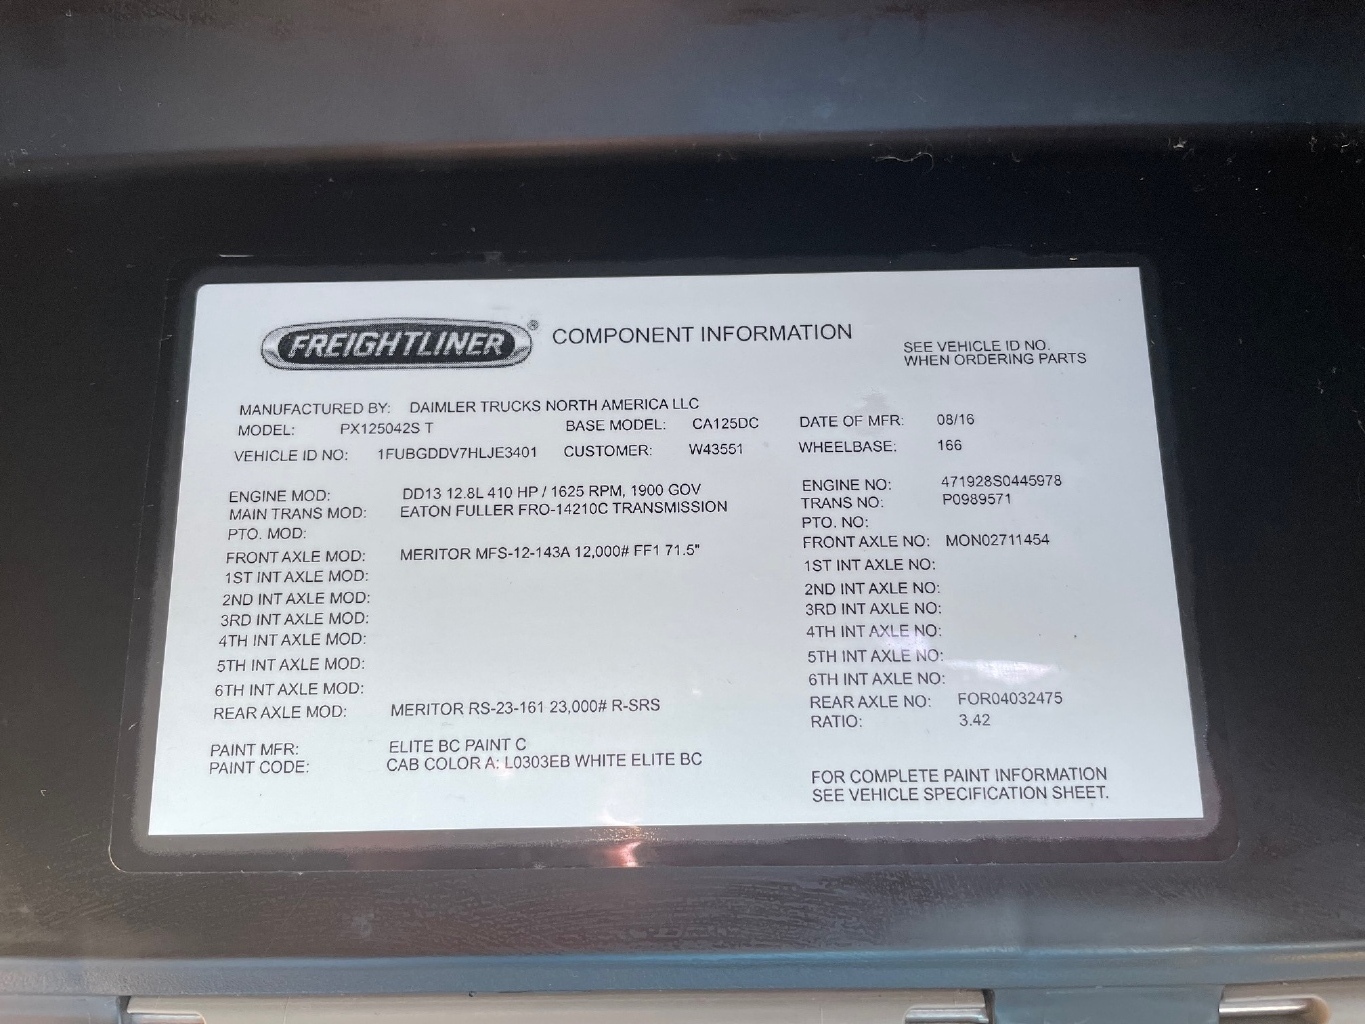 FREIGHTLINER® COMPONENT INFORMATION
SEE VEHICLE ID NO.
WHEN ORDERING PARTS
MANUFACTURED BY: DAIMLER TRUCKS NORTH AMERICA LLC
MODEL: PX125042S T BASE MODEL: CA125DC DATE OF MFR: 08/16
VEHICLE ID NO: 1FUBGDDV7HLJE3401 CUSTOMER: W43551 WHEELBASE: 166
ENGINE MOD: DD13 12.8L 410 HP / 1625 RPM, 1900 GOV ENGINE NO: 471928S0445978
MAIN TRANS MOD: EATON FULLER FRO-14210C TRANSMISSION TRANS NO: P0989571
PTO. MOD: PTO. NO:
FRONT AXLE MOD: MERITOR MFS-12-143A 12,000# FF1 71.5" FRONT AXLE NO: MON02711454
1ST INT AXLE MOD: 1ST INT AXLE NO:
2ND INT AXLE MOD: 2ND INT AXLE NO:
3RD INT AXLE MOD: 3RD INT AXLE NO:
4TH INT AXLE MOD: 4TH INT AXLE NO:
5TH INT AXLE MOD: 5TH INT AXLE NO:
6TH INT AXLE MOD: 6TH INT AXLE NO:
REAR AXLE MOD: MERITOR RS-23-161 23,000# R-SRS REAR AXLE NO: FOR04032475
RATIO: 3.42
PAINT MFR: ELITE BC PAINT C
PAINT CODE: CAB COLOR A: L0303EB WHITE ELITE BC
FOR COMPLETE PAINT INFORMATION
SEE VEHICLE SPECIFICATION SHEET.